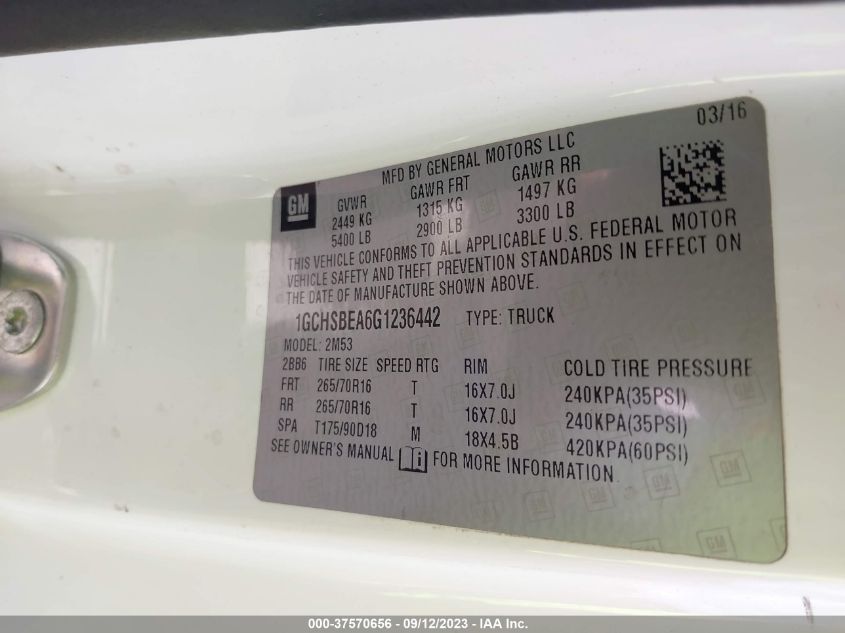 03/16
MFD BY GENERAL MOTORS LLC
GM
GVWR GAWR FRT GAWR RR
2449 KG 1315 KG 1497 KG
5400 LB 2900 LB 3300 LB
THIS VEHICLE CONFORMS TO ALL APPLICABLE U.S. FEDERAL MOTOR
VEHICLE SAFETY AND THEFT PREVENTION STANDARDS IN EFFECT ON
THE DATE OF MANUFACTURE SHOWN ABOVE.
1GCHSBEA6G1236442 TYPE: TRUCK
MODEL: 2M53
2BB6 TIRE SIZE SPEED RTG RIM COLD TIRE PRESSURE
FRT 265/70R16 T 16X7.0J 240KPA(35PSI)
RR 265/70R16 T 16X7.0J 240KPA(35PSI)
SPA T175/90D18 M 18X4.5B 420KPA(60PSI)
SEE OWNER'S MANUAL FOR MORE INFORMATION.
000-37570656 - 09/12/2023 - IAA Inc.